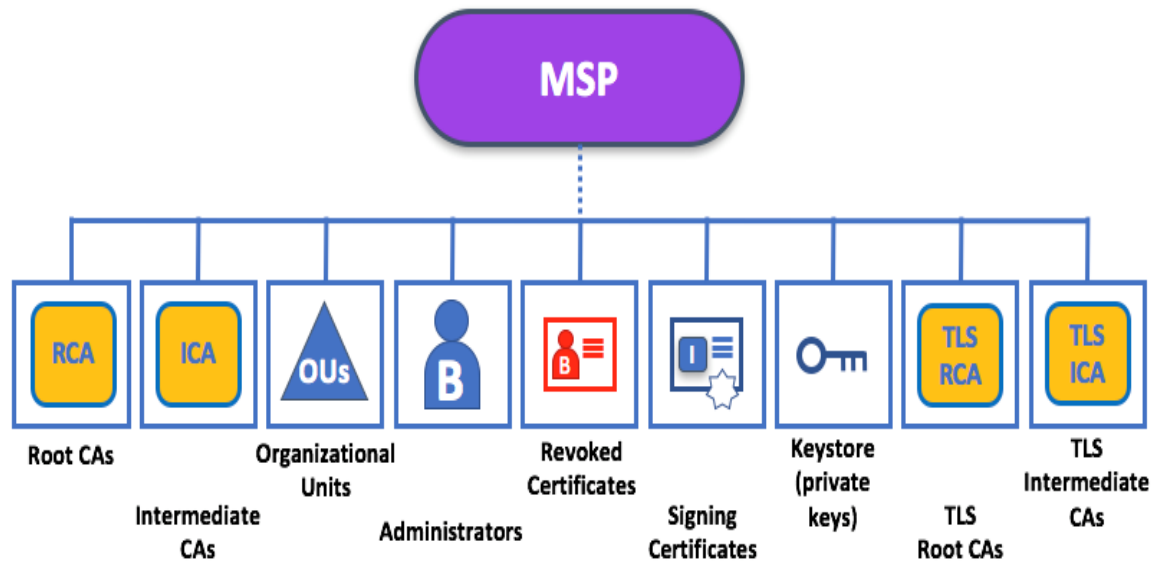 MSP
RCA
ICA
OUs
B
B
I
TLS
RCA
TLS
ICA
Root CAs
Intermediate
CAs
Organizational
Units
Administrators
Revoked
Certificates
Signing
Certificates
Keystore
(private
keys)
TLS
Root CAs
TLS
Intermediate
CAs